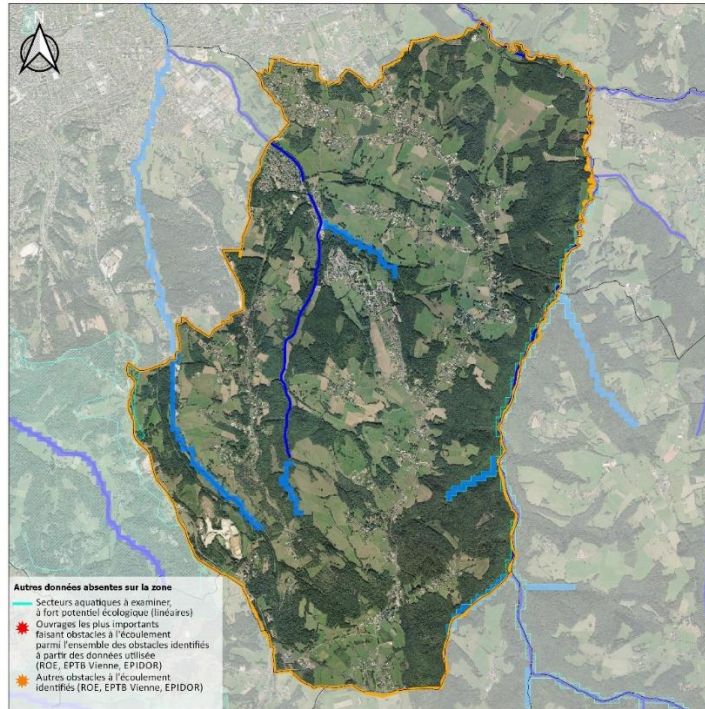 Autres données absentes sur la zone
Secteurs aquatiques à examiner,
à fort potentiel écologique (linéaires)
Ouvrages les plus importants
faisant obstacles à l'écoulement
parmi l'ensemble des obstacles identifiés
à partir des données utilisée
(ROE, EPTB Vienne, EPIDOR)
Autres obstacles à l'écoulement
identifiés (ROE, EPTB Vienne, EPIDOR)